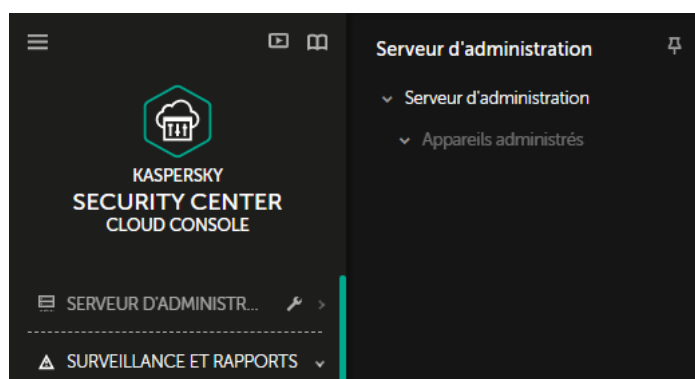 KASPERSKY
SECURITY CENTER
CLOUD CONSOLE
SERVEUR D'ADMINISTR...
SURVEILLANCE ET RAPPORTS
Serveur d'administration
Serveur d'administration
Appareils administrés